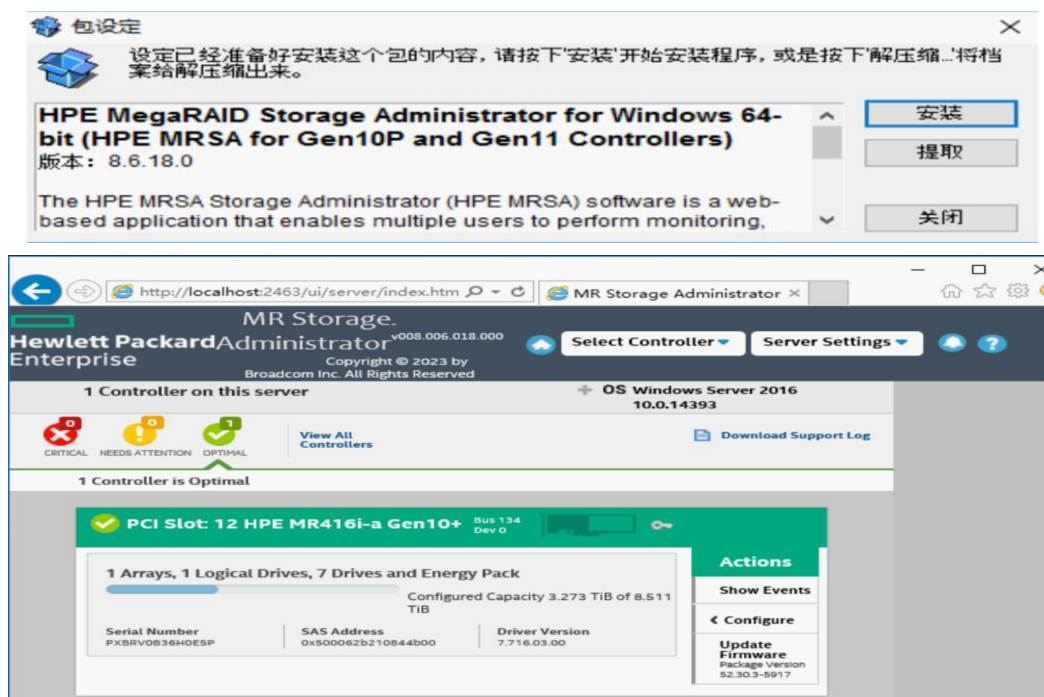 包设定
设定已经准备好安装这个包的内容，请按下'安装'开始安装程序，或是按下'解压缩...'将档
案给解压缩出来。
HPE MegaRAID Storage Administrator for Windows 64-
bit (HPE MRSA for Gen10P and Gen11 Controllers)
版本：8.6.18.0
The HPE MRSA Storage Administrator (HPE MRSA) software is a web-
based application that enables multiple users to perform monitoring,
安装
提取
关闭
http://localhost:2463/ui/server/index.htm
MR Storage Administrator
Hewlett Packard
Enterprise
MR Storage.
Administrator v008.006.018.000
Copyright © 2023 by
Broadcom Inc. All Rights Reserved
Select Controller
Server Settings
1 Controller on this server
OS Windows Server 2016
10.0.14393
0
CRITICAL
0
NEEDS ATTENTION
1
OPTIMAL
View All
Controllers
Download Support Log
1 Controller is Optimal
PCI Slot: 12 HPE MR416i-a Gen10+
Bus 134
Dev 0
1 Arrays, 1 Logical Drives, 7 Drives and Energy Pack
Configured Capacity 3.273 TiB of 8.511
TiB
Serial Number
PXBRV0B36H0E5P
SAS Address
0x500062b210844b00
Driver Version
7.716.03.00
Actions
Show Events
Configure
Update
Firmware
Package Version
52.30.3-5917